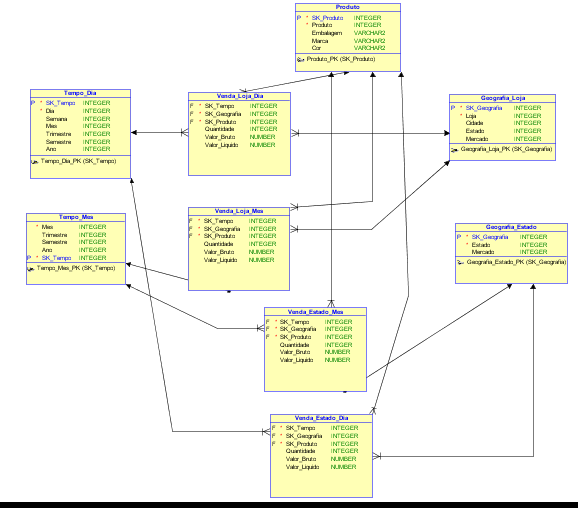 Produto
P * SK_Produto INTEGER
* Produto INTEGER
Embalagem VARCHAR2
Marca VARCHAR2
Cor VARCHAR2
Produto_PK (SK_Produto)
Tempo_Dia
P * SK_Tempo INTEGER
* Dia INTEGER
Semana INTEGER
Mes INTEGER
Trimestre INTEGER
Semestre INTEGER
Ano INTEGER
Tempo_Dia_PK (SK_Tempo)
Venda_Loja_Dia
F * SK_Tempo INTEGER
F * SK_Geografia INTEGER
F * SK_Produto INTEGER
Quantidade INTEGER
Valor_Bruto NUMBER
Valor_Liquido NUMBER
Geografia_Loja
P * SK_Geografia INTEGER
* Loja INTEGER
Cidade INTEGER
Estado INTEGER
Mercado INTEGER
Geografia_Loja_PK (SK_Geografia)
Tempo_Mes
* Mes INTEGER
Trimestre INTEGER
Semestre INTEGER
Ano INTEGER
P * SK_Tempo INTEGER
Tempo_Mes_PK (SK_Tempo)
Venda_Loja_Mes
F * SK_Tempo INTEGER
F * SK_Geografia INTEGER
F * SK_Produto INTEGER
Quantidade INTEGER
Valor_Bruto NUMBER
Valor_Liquido NUMBER
Geografia_Estado
P * SK_Geografia INTEGER
* Estado INTEGER
Mercado INTEGER
Geografia_Estado_PK (SK_Geografia)
Venda_Estado_Mes
F * SK_Tempo INTEGER
F * SK_Geografia INTEGER
F * SK_Produto INTEGER
Quantidade INTEGER
Valor_Bruto NUMBER
Valor_Liquido NUMBER
Venda_Estado_Dia
F * SK_Tempo INTEGER
F * SK_Geografia INTEGER
F * SK_Produto INTEGER
Quantidade INTEGER
Valor_Bruto NUMBER
Valor_Liquido NUMBER